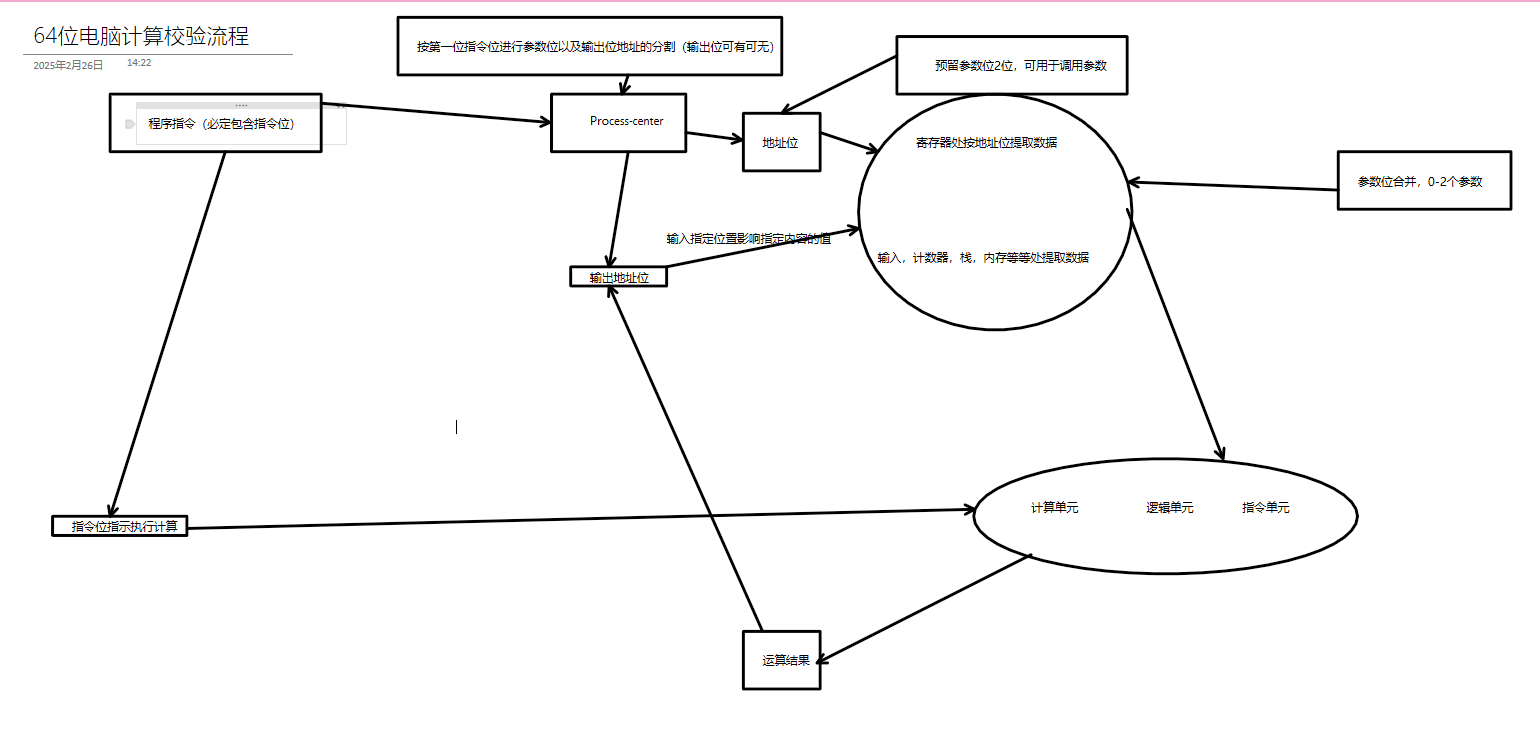 64位电脑计算校验流程
2025年2月26日
14:22
按第一位指令位进行参数位以及输出位地址的分割（输出位可有可无）
预留参数位2位，可用于调用参数
程序指令（必定包含指令位）
Process-center
地址位
寄存器处按地址位提取数据
参数位合并，0-2个参数
输入指定位置影响指定内容的值
输入，计数器，栈，内存等等处提取数据
输出地址位
计算单元
逻辑单元
指令单元
指令位指示执行计算
运算结果